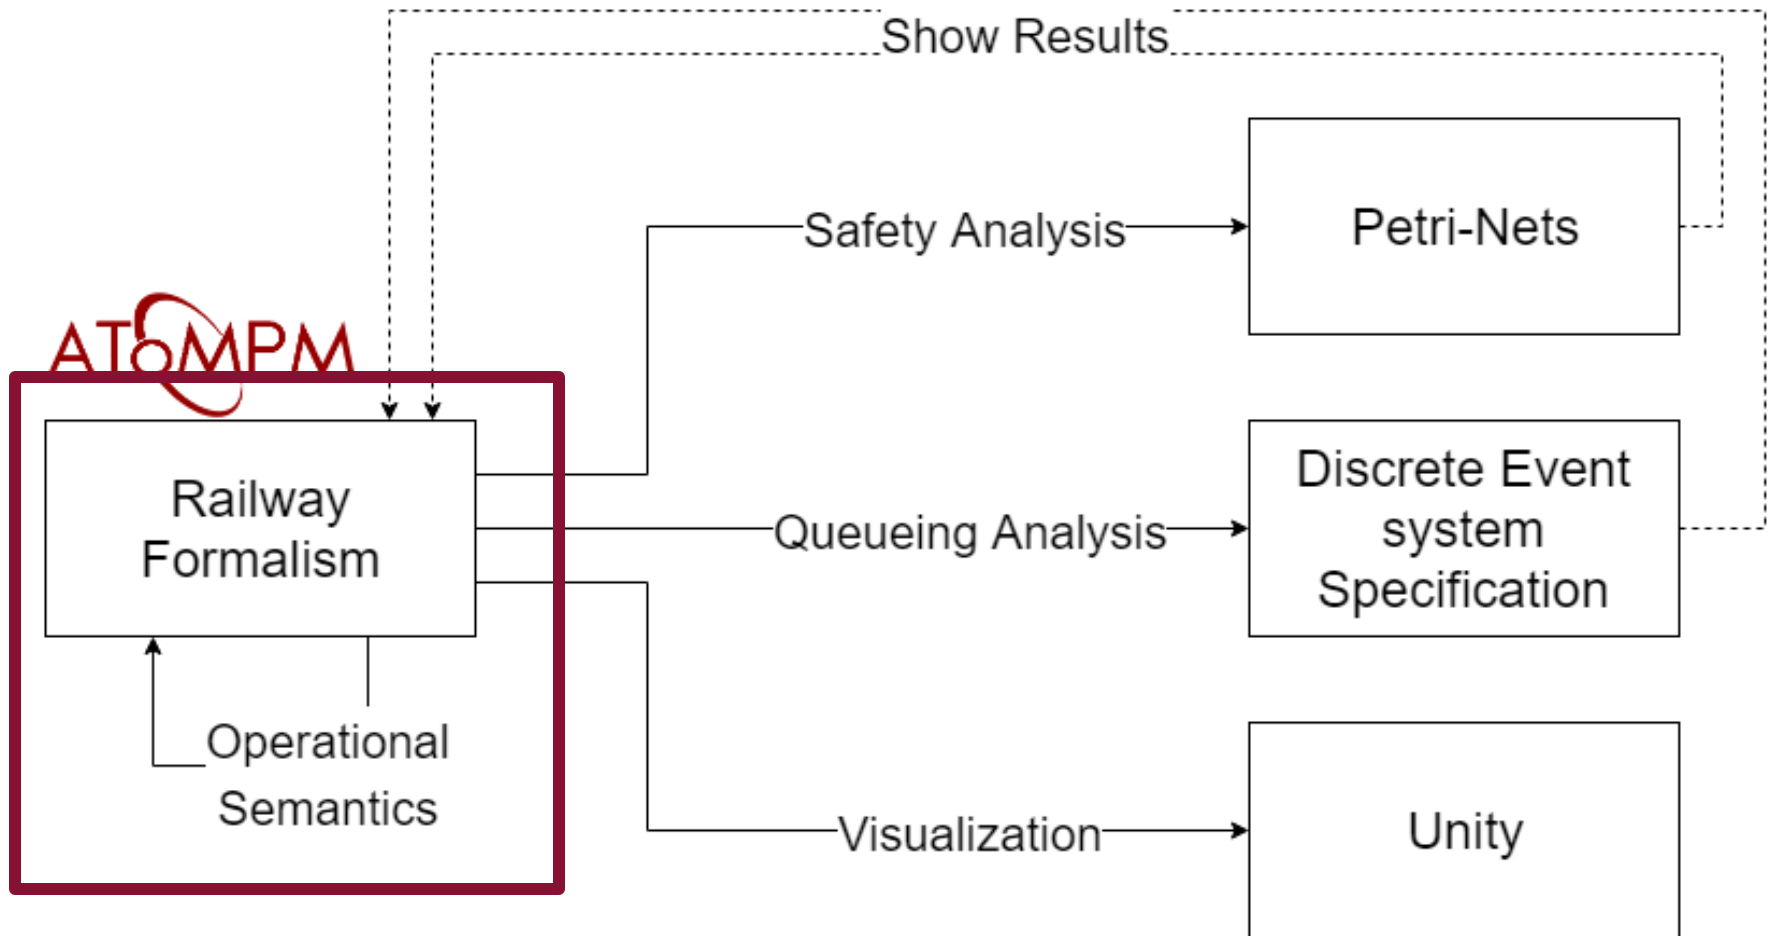 Show Results
Safety Analysis
Petri-Nets
AToMPM
Railway
Formalism
Queueing Analysis
Discrete Event
system
Specification
Operational
Semantics
Visualization
Unity